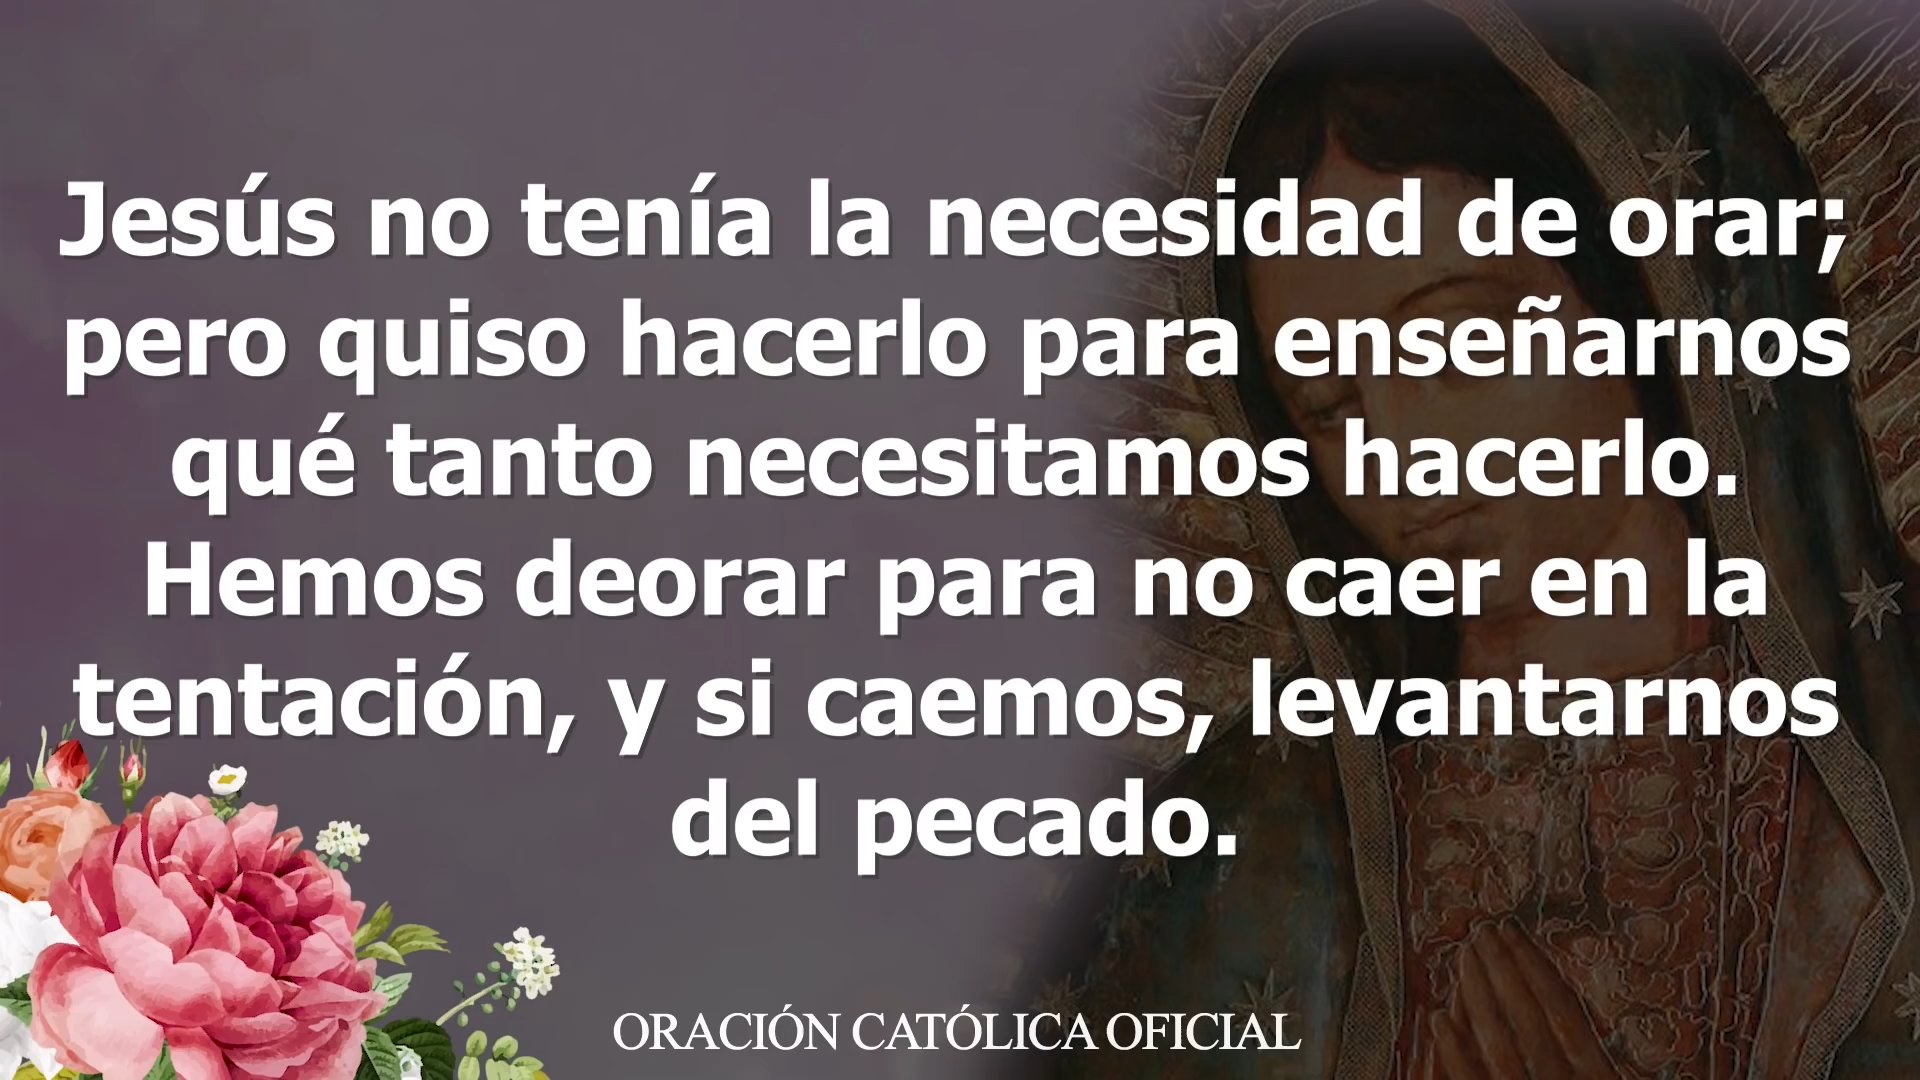 Jesús no tenía la necesidad de orar;
pero quiso hacerlo para enseñarnos
qué tanto necesitamos hacerlo.
Hemos deorar para no caer en la
tentación, y si caemos, levantarnos
del pecado.
ORACIÓN CATÓLICA OFICIAL